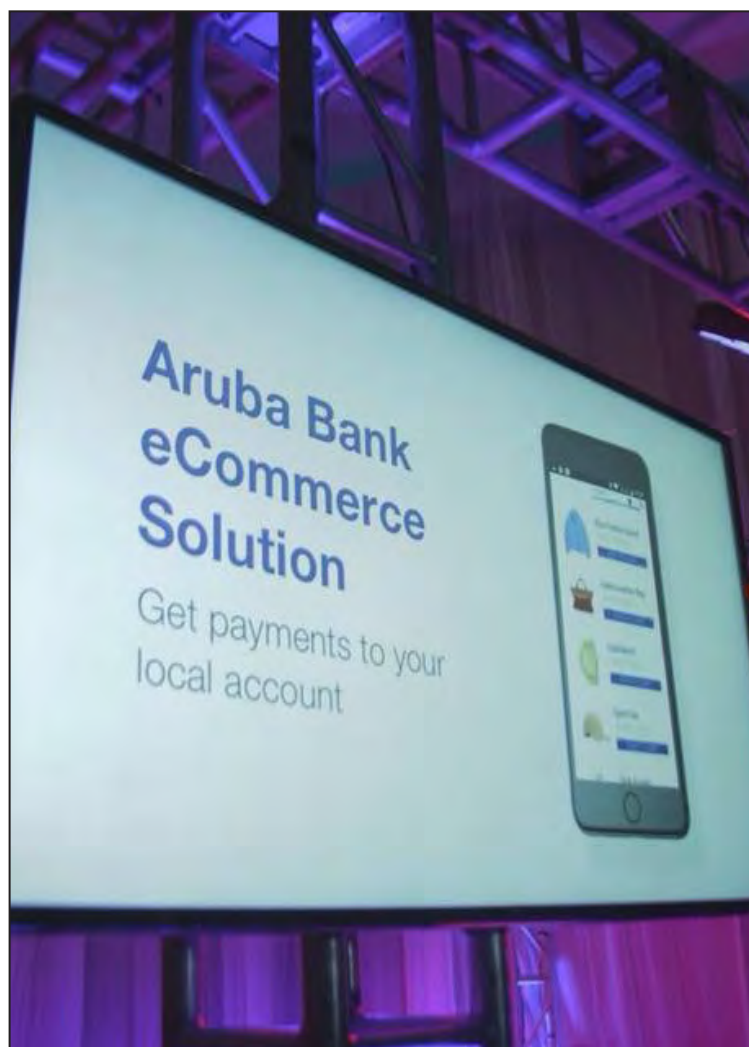 Aruba Bank
eCommerce
Solution
Get payments to your
local account